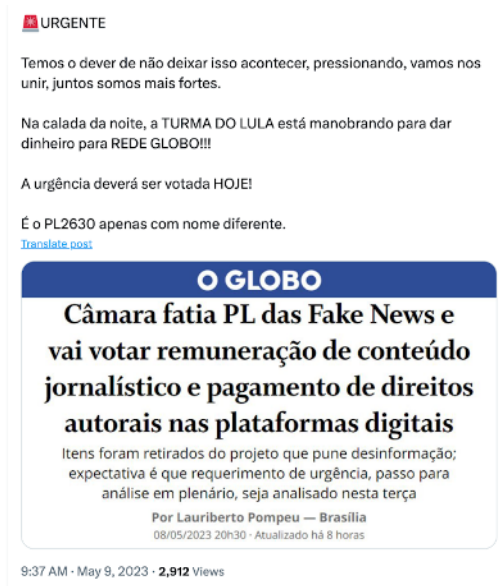 🚨URGENTE
Temos o dever de não deixar isso acontecer, pressionando, vamos nos
unir, juntos somos mais fortes.
Na calada da noite, a TURMA DO LULA está manobrando para dar
dinheiro para REDE GLOBO!!!
A urgência deverá ser votada HOJE!
É o PL2630 apenas com nome diferente.
Translate post
O GLOBO
Câmara fatia PL das Fake News e
vai votar remuneração de conteúdo
jornalístico e pagamento de direitos
autorais nas plataformas digitais
Itens foram retirados do projeto que pune desinformação;
expectativa é que requerimento de urgência, passo para
análise em plenário, seja analisado nesta terça
Por Lauriberto Pompeu — Brasília
08/05/2023 20h30 · Atualizado há 8 horas
9:37 AM · May 9, 2023 · 2,912 Views